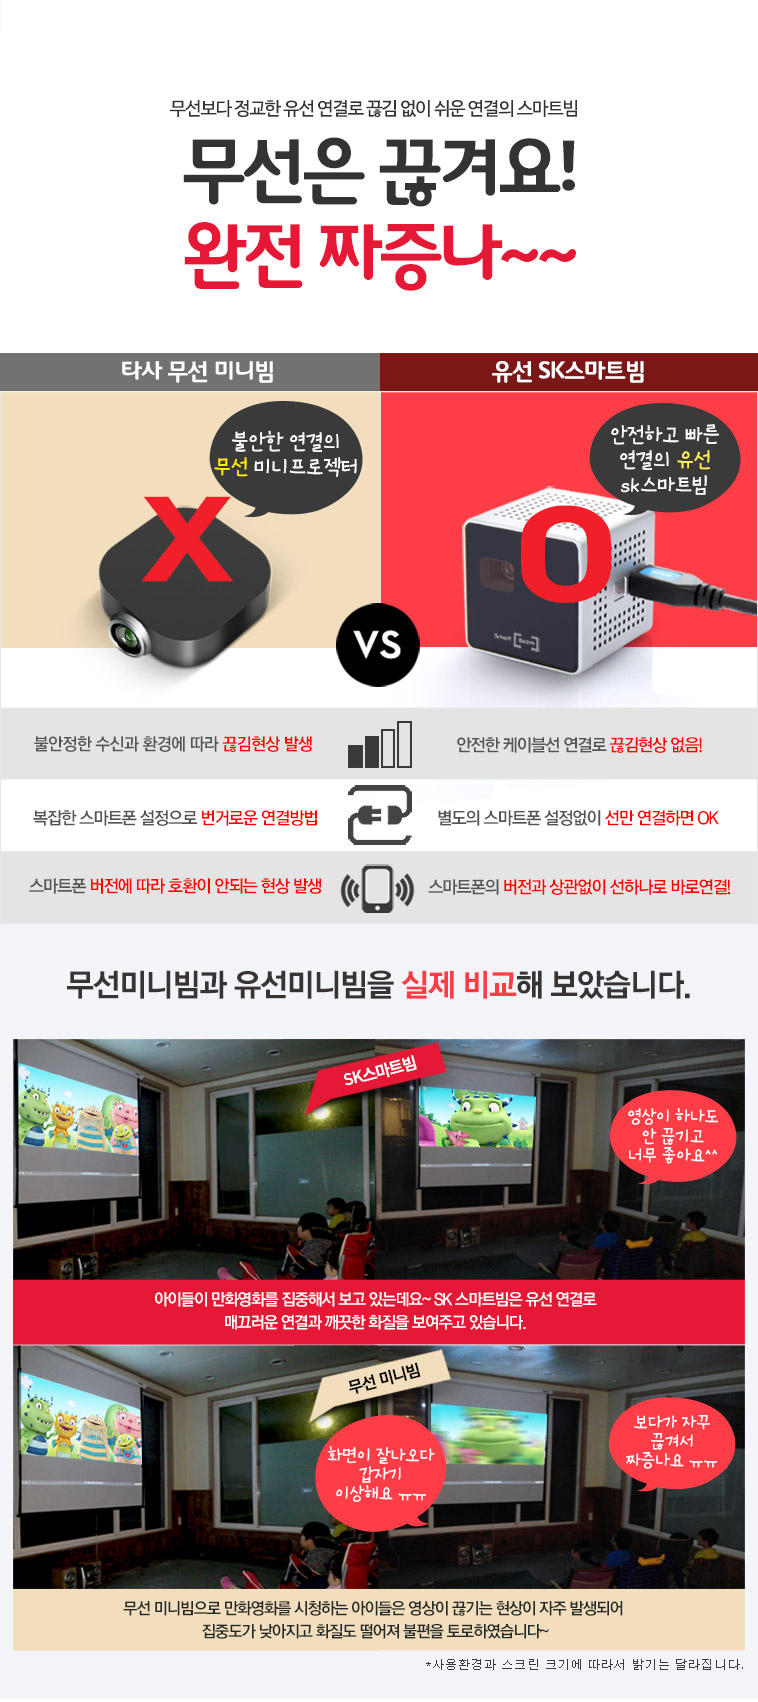 무선보다 정교한 유선 연결로 끊김 없이 쉬운 연결의 스마트빔
무선은 끊겨요!
완전 짜증나~~
타사 무선 미니빔
유선 SK스마트빔
불안한 연결의
무선 미니프로젝터
X
안전하고 빠른
연결의 유선
sk스마트빔
O
Smart Beam
VS
불안정한 수신과 환경에 따라 끊김현상 발생
안전한 케이블선 연결로 끊김현상 없음!
복잡한 스마트폰 설정으로 번거로운 연결방법
별도의 스마트폰 설정없이 선만 연결하면 OK
스마트폰 버전에 따라 호환이 안되는 현상 발생
스마트폰의 버전과 상관없이 선하나로 바로연결!
무선미니빔과 유선미니빔을 실제 비교해 보았습니다.
SK스마트빔
영상이 하나도
안 끊기고
너무 좋아요^^
아이들이 만화영화를 집중해서 보고 있는데요~ SK 스마트빔은 유선 연결로
매끄러운 연결과 깨끗한 화질을 보여주고 있습니다.
무선 미니빔
화면이 잘나오다
갑자기
이상해요 ㅠㅠ
보다가 자꾸
끊겨서
짜증나요 ㅠㅠ
무선 미니빔으로 만화영화를 시청하는 아이들은 영상이 끊기는 현상이 자주 발생되어
집중도가 낮아지고 화질도 떨어져 불편을 토로하였습니다~
*사용환경과 스크린 크기에 따라서 밝기는 달라집니다.